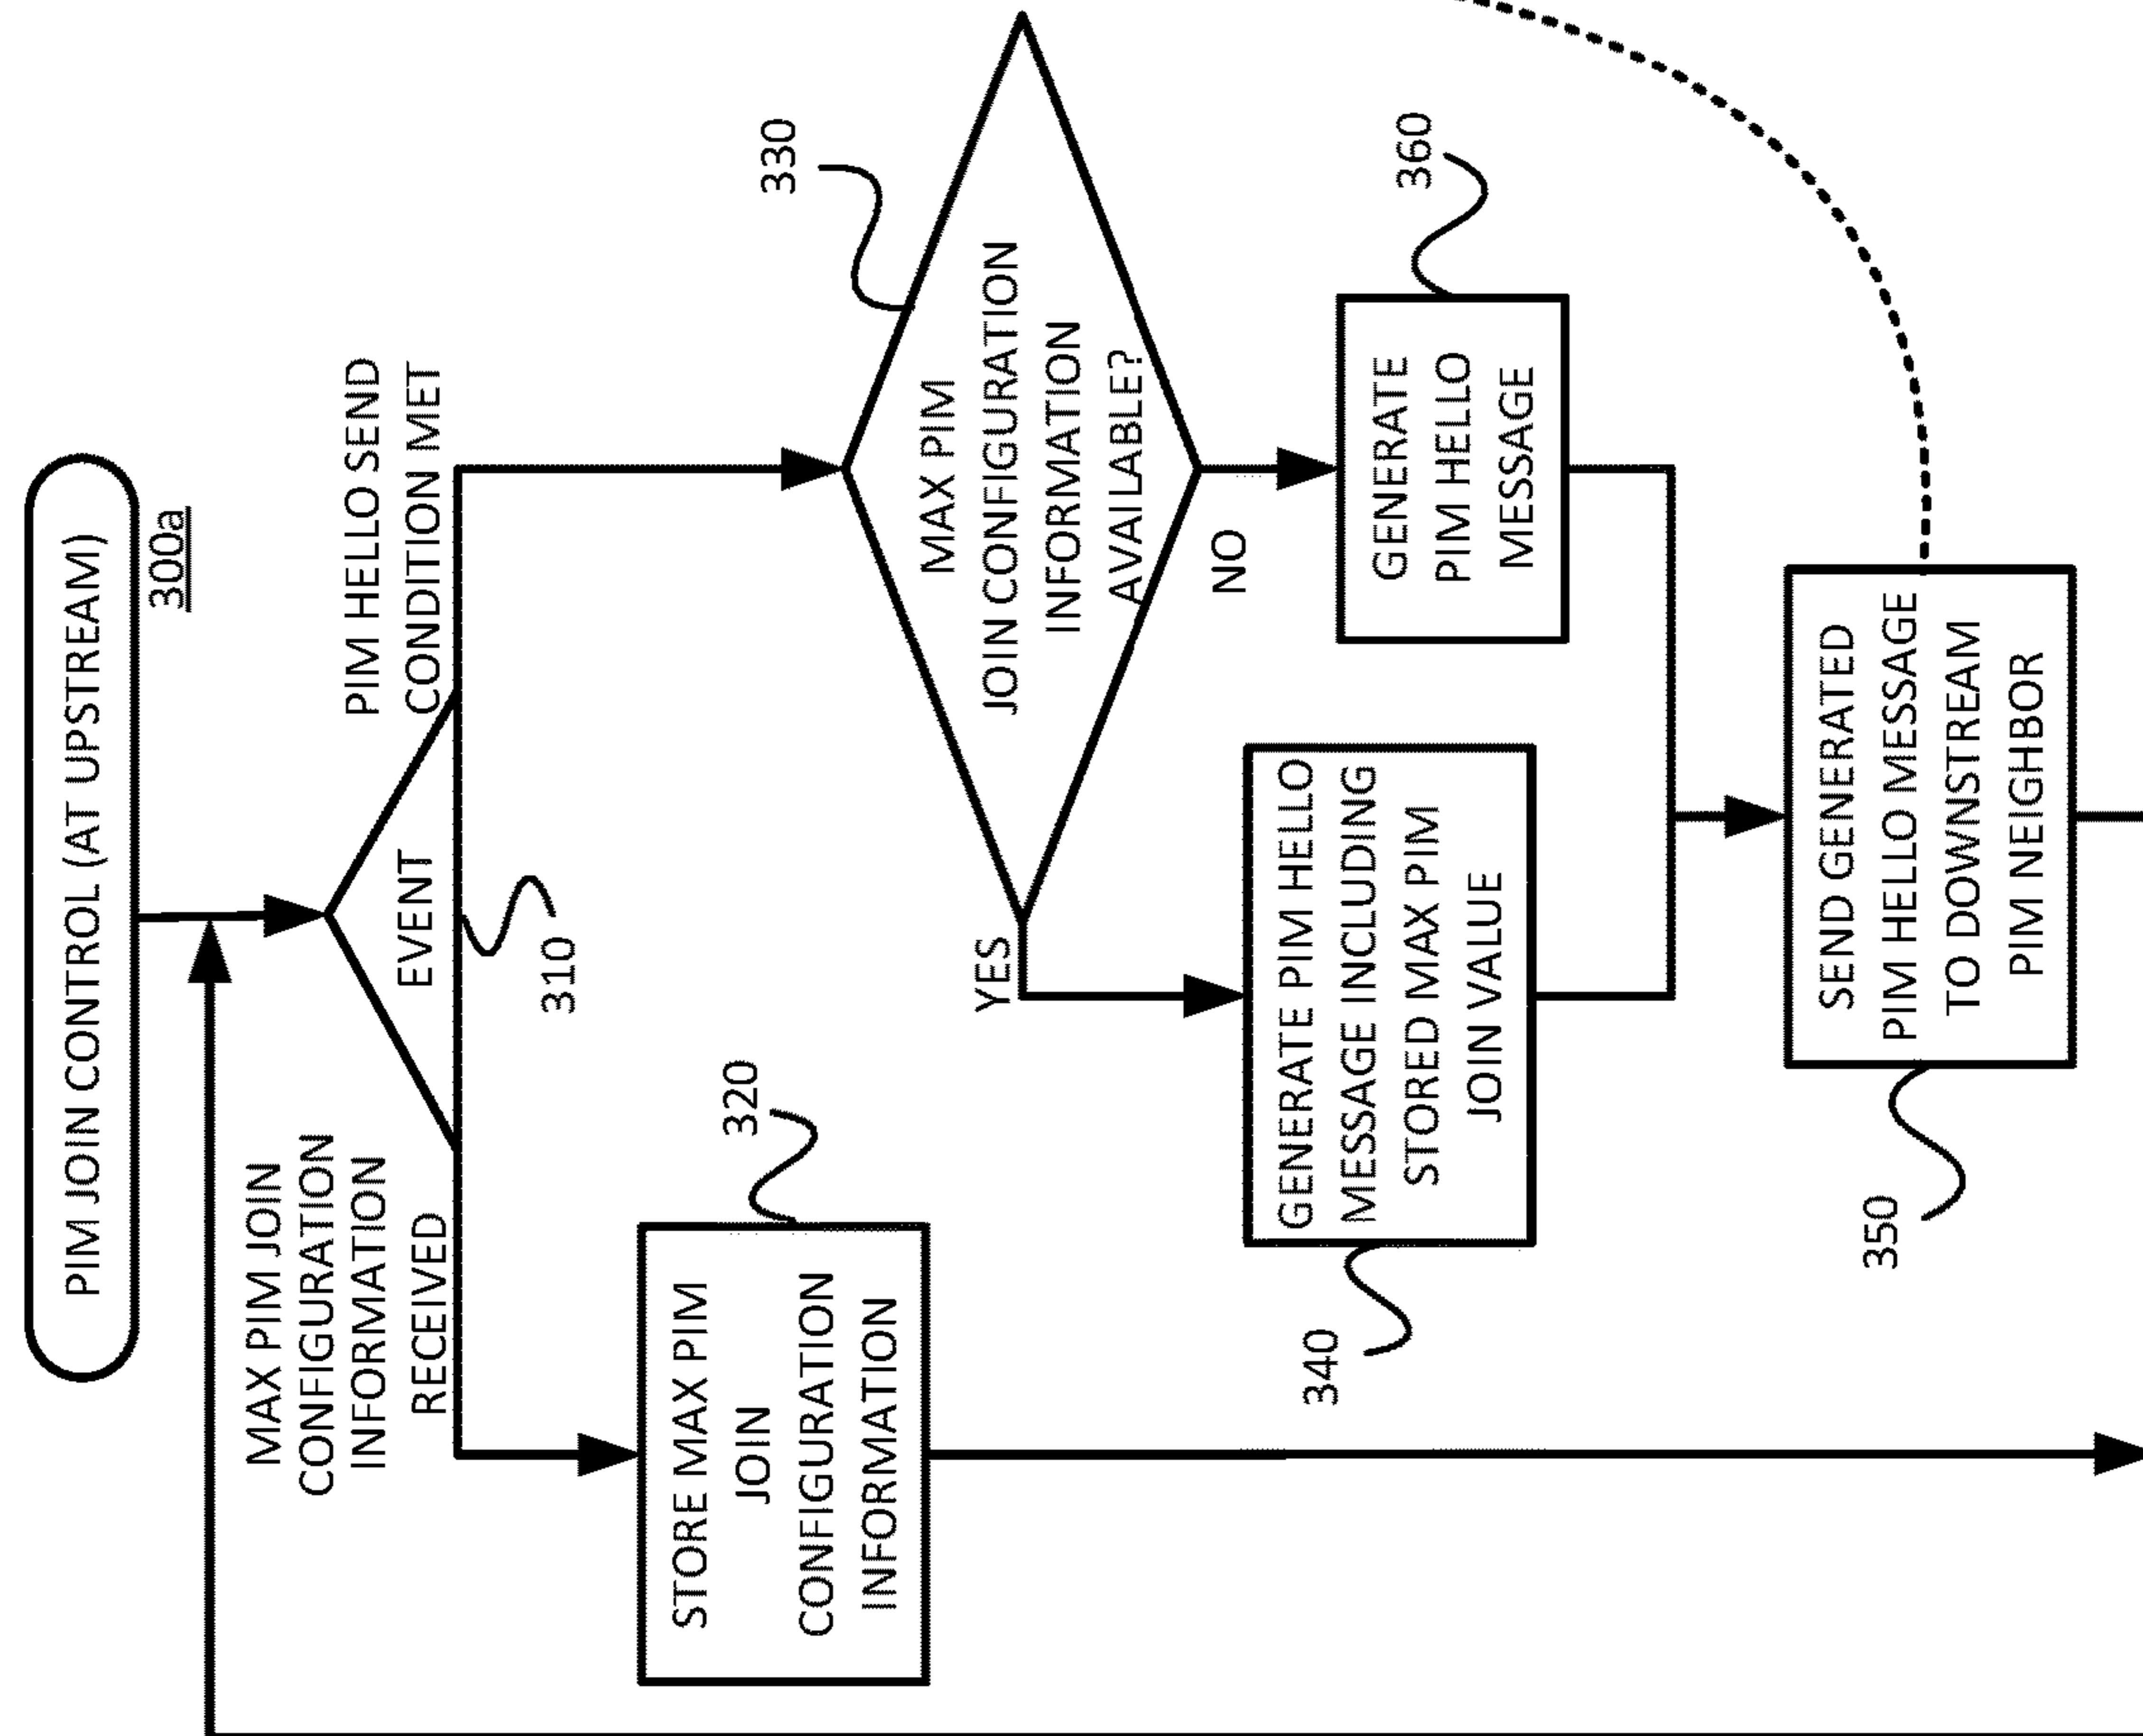 PIM JOIN CONTROL (AT UPSTREAM)
300a
MAX PIM JOIN
CONFIGURATION
INFORMATION
RECEIVED
EVENT
310
PIM HELLO SEND
CONDITION MET
320
STORE MAX PIM
JOIN
CONFIGURATION
INFORMATION
330
MAX PIM
JOIN CONFIGURATION
INFORMATION
AVAILABLE?
YES
NO
340
GENERATE PIM HELLO
MESSAGE INCLUDING
STORED MAX PIM
JOIN VALUE
360
GENERATE
PIM HELLO
MESSAGE
350
SEND GENERATED
PIM HELLO MESSAGE
TO DOWNSTREAM
PIM NEIGHBOR